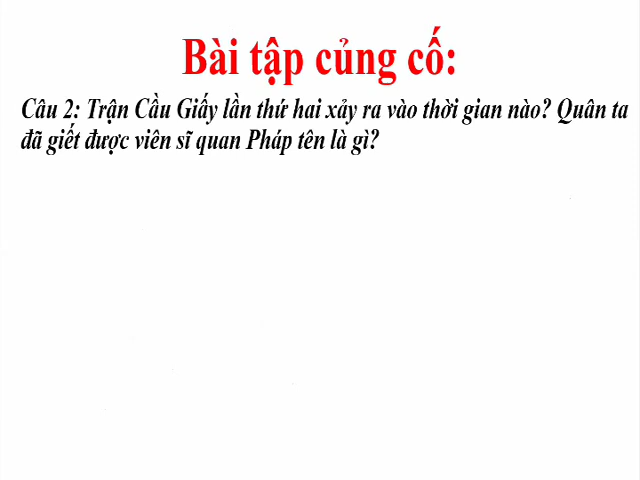 Bài tập củng cố:
Câu 2: Trận Cầu Giấy lần thứ hai xảy ra vào thời gian nào? Quân ta
đã giết được viên sĩ quan Pháp tên là gì?